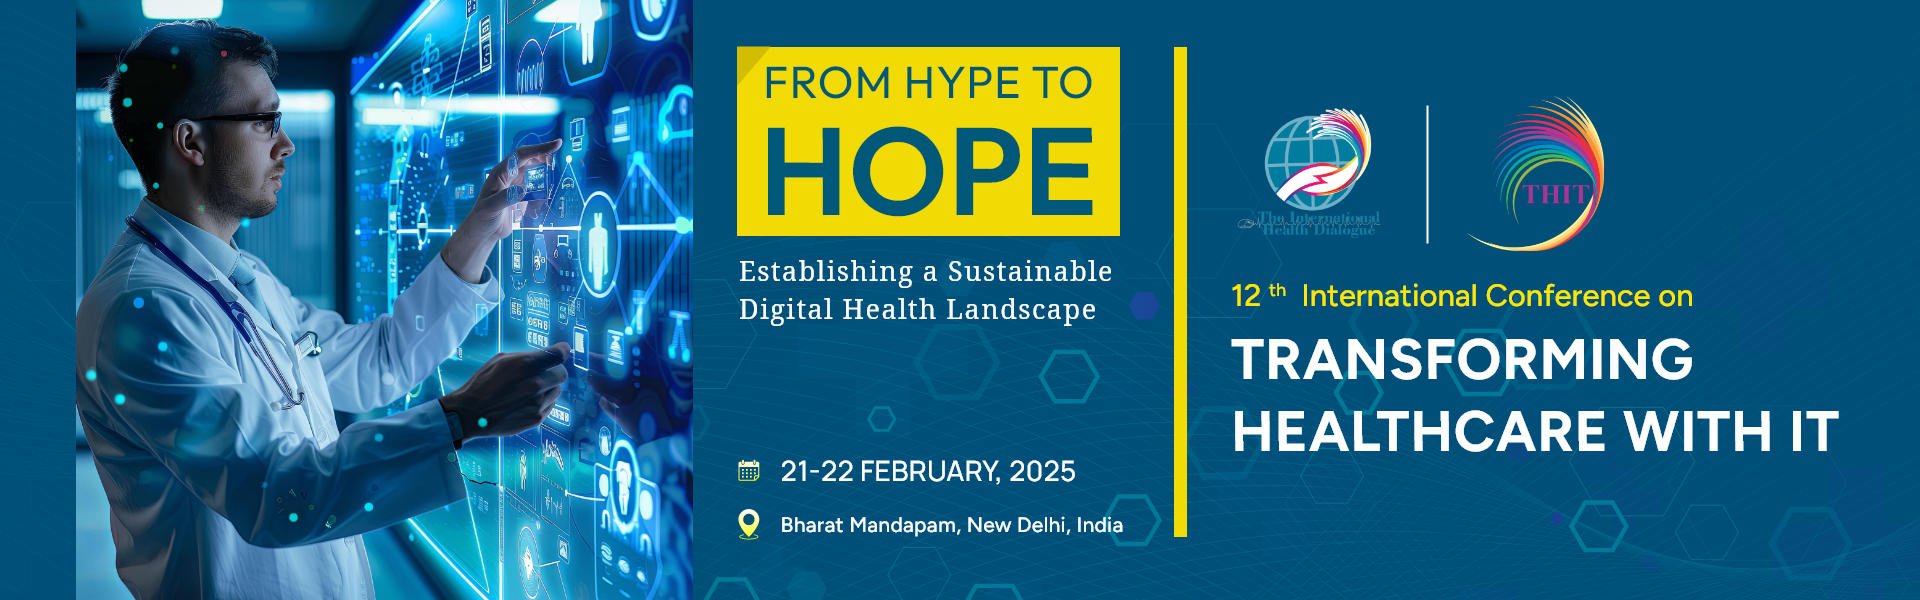 FROM HYPE TO
HOPE
Establishing a Sustainable
Digital Health Landscape
21-22 FEBRUARY, 2025
Bharat Mandapam, New Delhi, India
The International
Health Dialogue
THIT
12 th International Conference on
TRANSFORMING
HEALTHCARE WITH IT